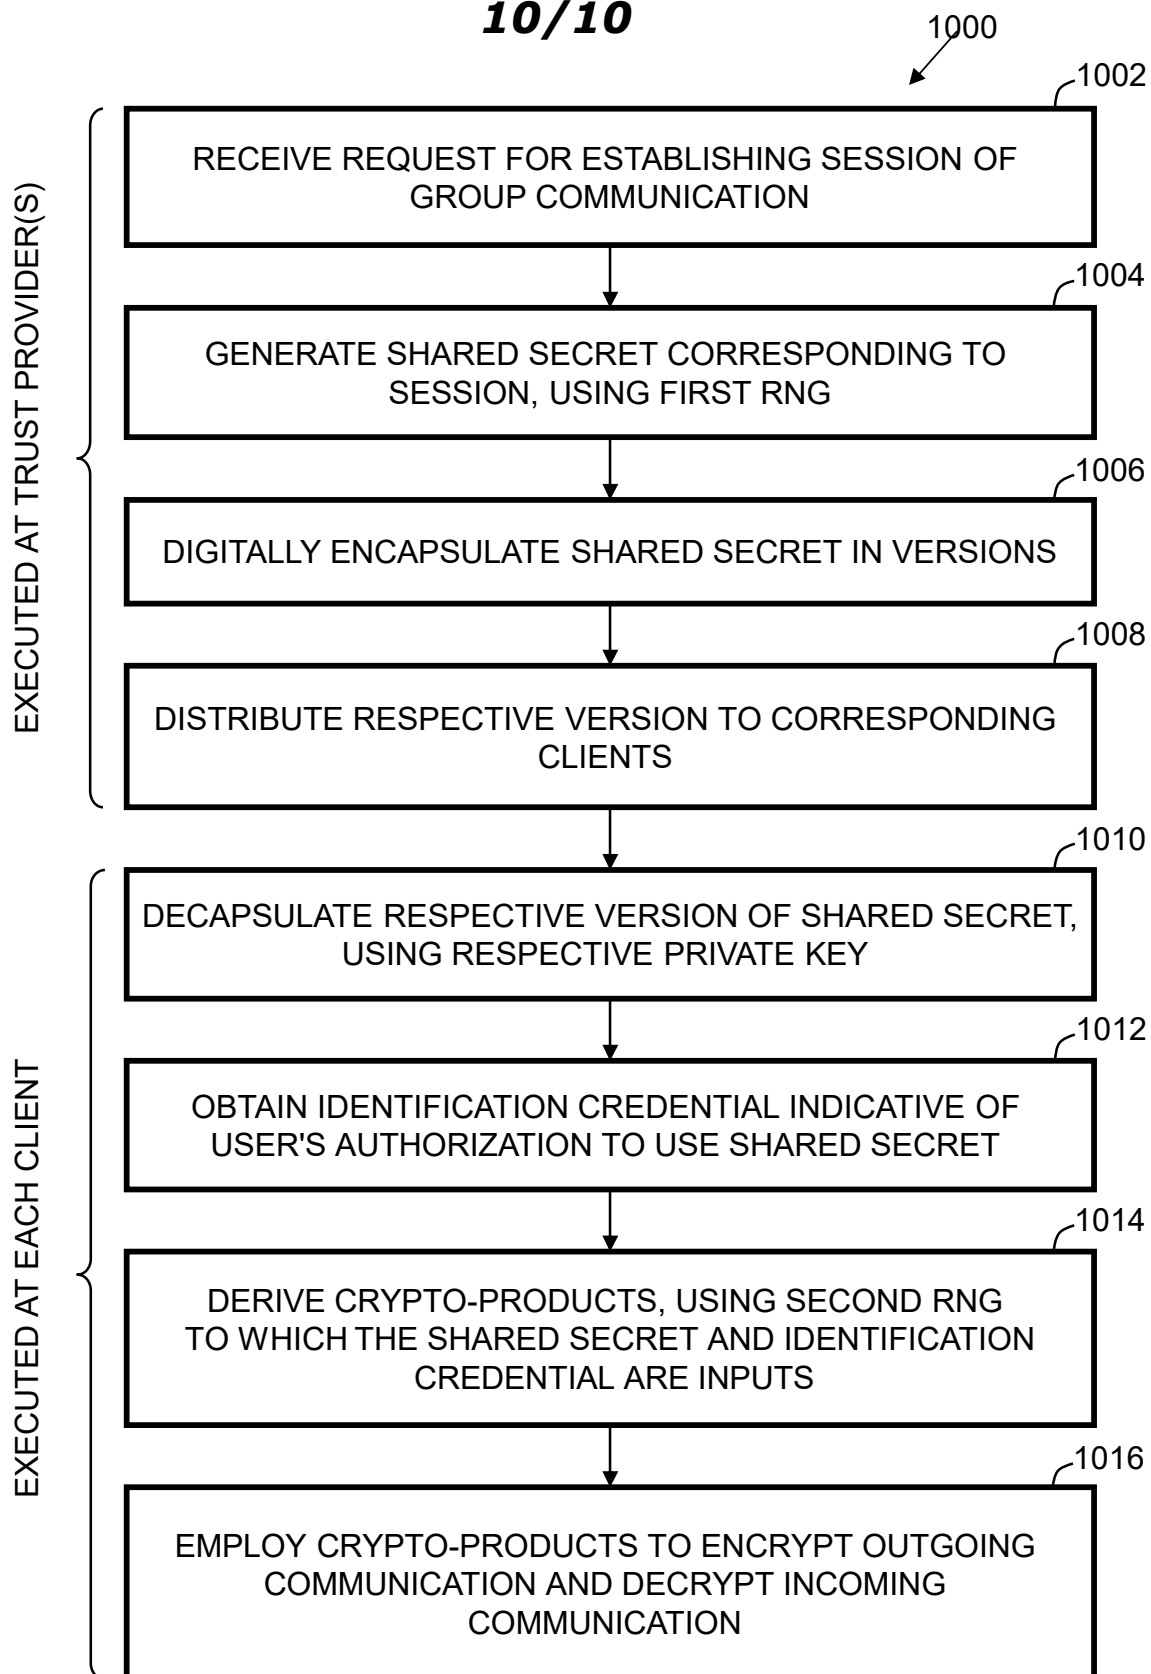 10/10
1000
1002
RECEIVE REQUEST FOR ESTABLISHING SESSION OF
GROUP COMMUNICATION
1004
GENERATE SHARED SECRET CORRESPONDING TO
SESSION, USING FIRST RNG
1006
DIGITALLY ENCAPSULATE SHARED SECRET IN VERSIONS
1008
DISTRIBUTE RESPECTIVE VERSION TO CORRESPONDING
CLIENTS
EXECUTED AT TRUST PROVIDER(S)
1010
DECAPSULATE RESPECTIVE VERSION OF SHARED SECRET,
USING RESPECTIVE PRIVATE KEY
1012
OBTAIN IDENTIFICATION CREDENTIAL INDICATIVE OF
USER'S AUTHORIZATION TO USE SHARED SECRET
1014
DERIVE CRYPTO-PRODUCTS, USING SECOND RNG
TO WHICH THE SHARED SECRET AND IDENTIFICATION
CREDENTIAL ARE INPUTS
1016
EMPLOY CRYPTO-PRODUCTS TO ENCRYPT OUTGOING
COMMUNICATION AND DECRYPT INCOMING
COMMUNICATION
EXECUTED AT EACH CLIENT